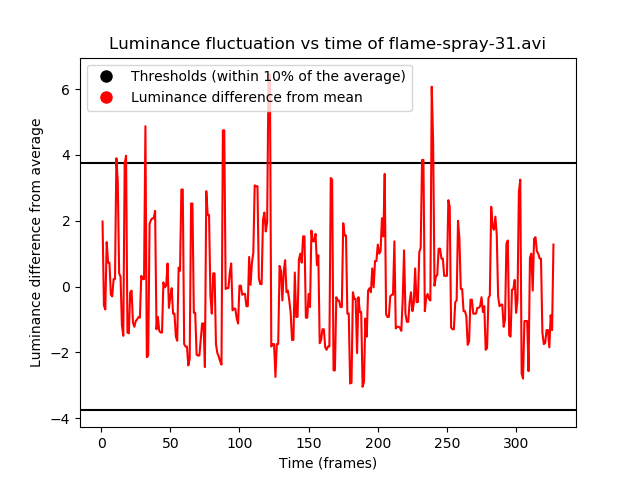 Luminance fluctuation vs time of flame-spray-31.avi
Thresholds (within 10% of the average)
Luminance difference from mean
Luminance difference from average
6
4
2
0
−2
−4
0 50 100 150 200 250 300
Time (frames)